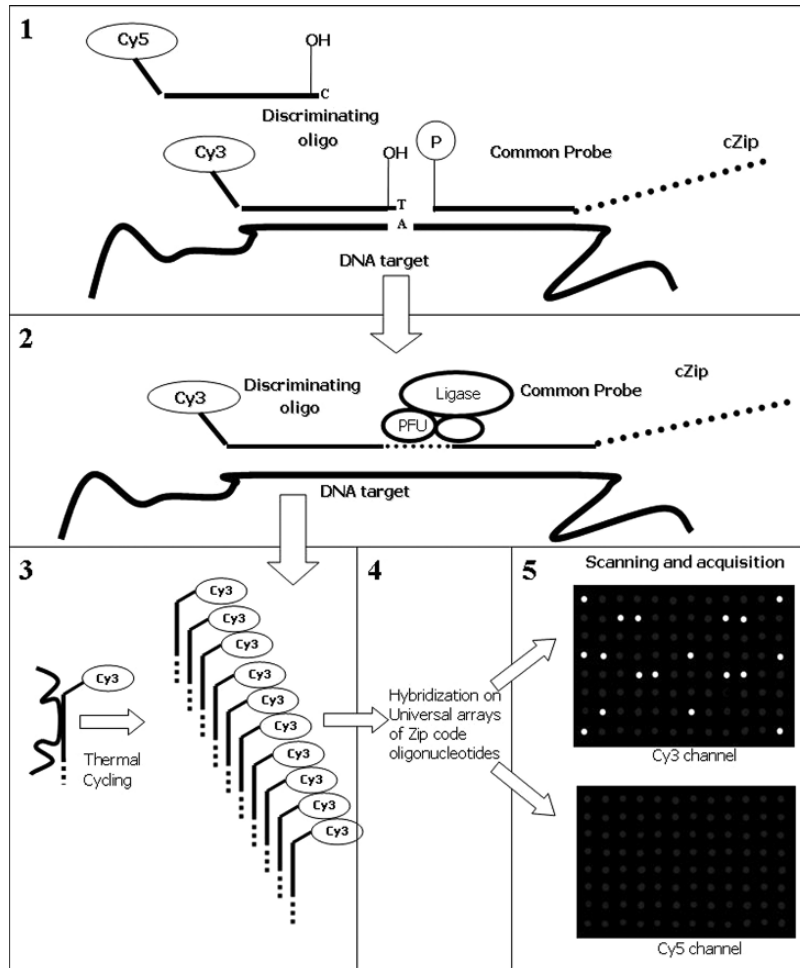 1
Cy5
OH
C
Discriminating
oligo
Cy3
OH
P
Common Probe
cZip
T
A
DNA target
2
Cy3
Discriminating
oligo
Ligase
PFU
Common Probe
cZip
DNA target
3
Cy3
Thermal
Cycling
Cy3
Cy3
Cy3
Cy3
Cy3
Cy3
Cy3
Cy3
Cy3
Cy3
4
Hybridization on
Universal arrays
of Zip code
oligonucleotides
5
Scanning and acquisition
Cy3 channel
Cy5 channel